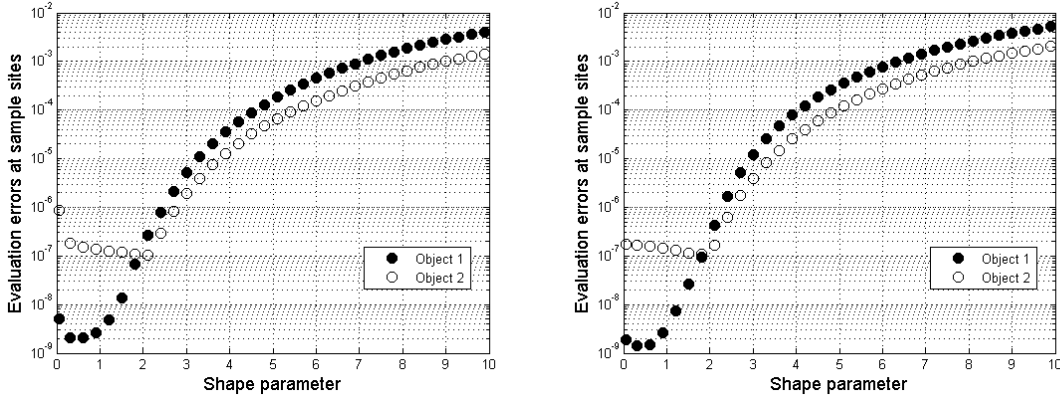 Evaluation errors at sample sites
10-2
10-3
10-4
10-5
10-6
10-7
10-8
10-9
Object 1
Object 2
0 1 2 3 4 5 6 7 8 9 10
Shape parameter
Evaluation errors at sample sites
10-2
10-3
10-4
10-5
10-6
10-7
10-8
10-9
Object 1
Object 2
0 1 2 3 4 5 6 7 8 9 10
Shape parameter